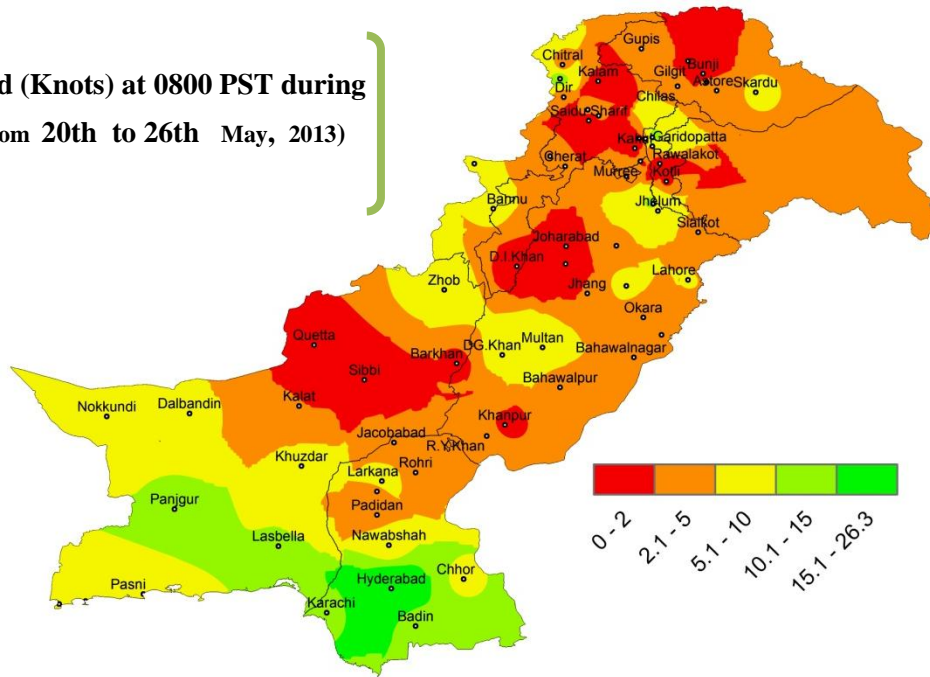 d (Knots) at 0800 PST during
om 20th to 26th May, 2013)
Gupis
Chitral
Kalam
Gilgit
Bunji
Astore
Skardu
Dir
Chilas
Saidu Sharif
Garidopatta
Rawalakot
Cherat
Murree
Kotli
Bannu
Jhelum
Sialkot
Joharabad
D.I.Khan
Lahore
Zhob
Jhang
Okara
Quetta
DG.Khan
Multan
Barkhan
Bahawalnagar
Sibbi
Bahawalpur
Nokkundi
Dalbandin
Kalat
Khanpur
Jacobabad
R.Y.Khan
Khuzdar
Rohri
Larkana
Panjgur
Padidan
Lasbella
Nawabshah
Pasni
Hyderabad
Chhor
Karachi
Badin
0 - 2
2.1 - 5
5.1 - 10
10.1 - 15
15.1 - 26.3